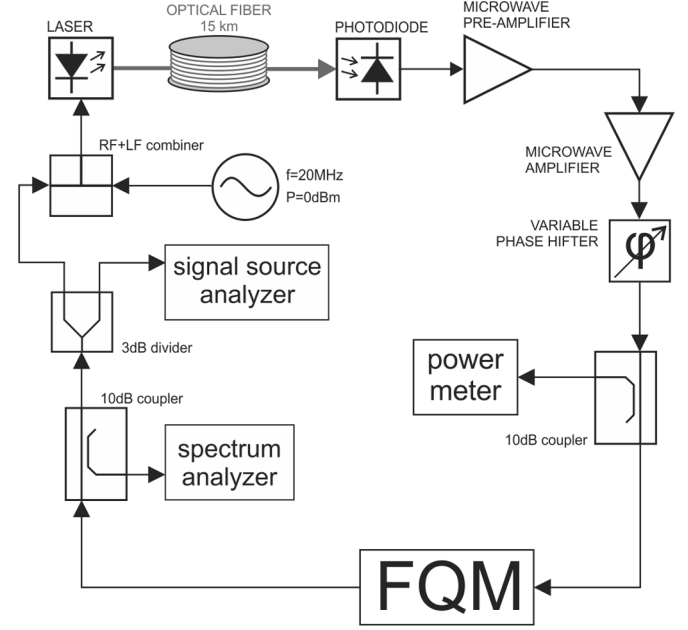 MICROWAVE
PRE-AMPLIFIER
OPTICAL FIBER
15 km
LASER
PHOTODIODE
MICROWAVE
AMPLIFIER
RF+LF combiner
f=20MHz
P=0dBm
VARIABLE
PHASE HIFTER
φ
signal source
analyzer
3dB divider
power
meter
10dB coupler
10dB coupler
spectrum
analyzer
FQM